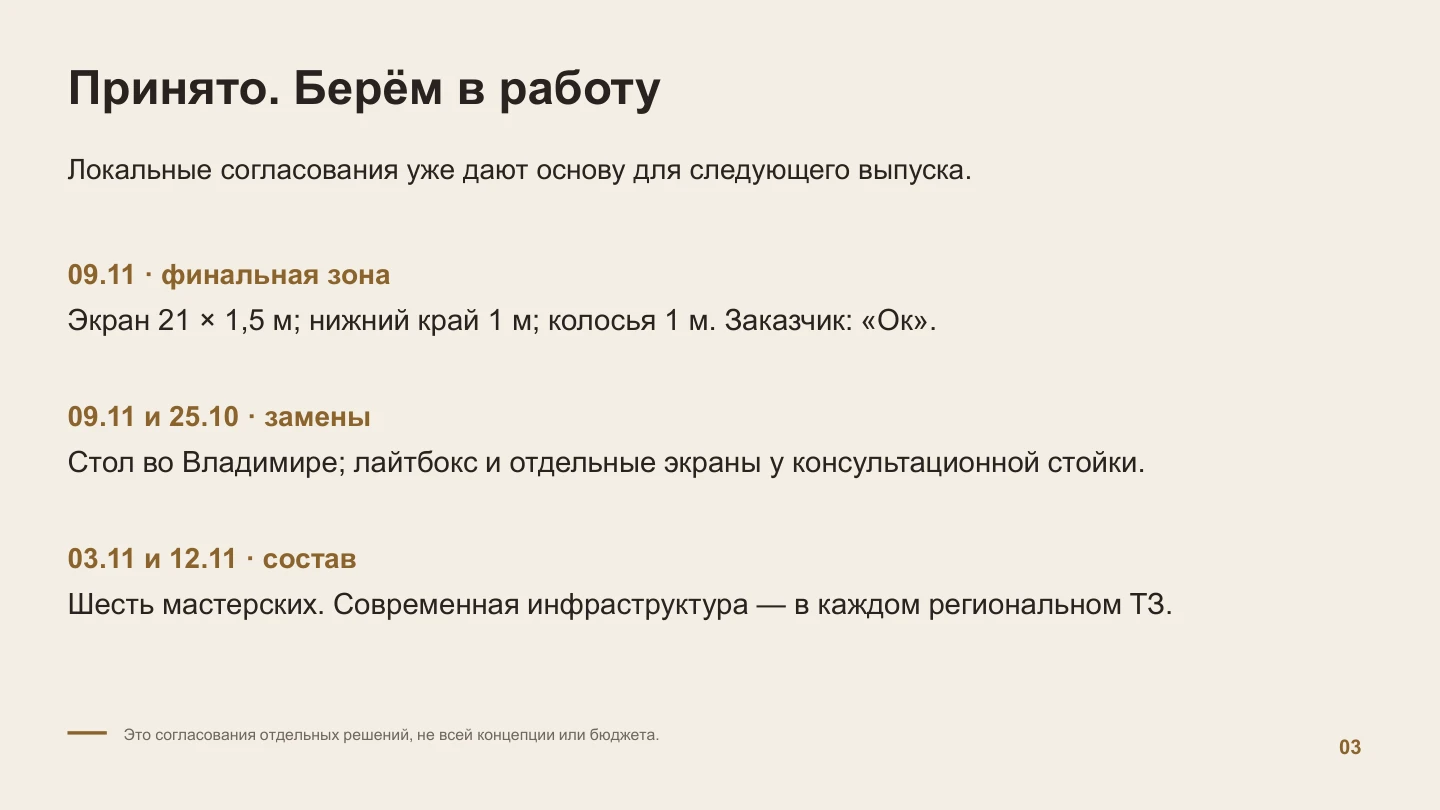 Принято. Берём в работу
Локальные согласования уже дают основу для следующего выпуска.
09.11 · финальная зона
Экран 21 × 1,5 м; нижний край 1 м; колосья 1 м. Заказчик: «Ок».
09.11 и 25.10 · замены
Стол во Владимире; лайтбокс и отдельные экраны у консультационной стойки.
03.11 и 12.11 · состав
Шесть мастерских. Современная инфраструктура — в каждом региональном ТЗ.
Это согласования отдельных решений, не всей концепции или бюджета.
03